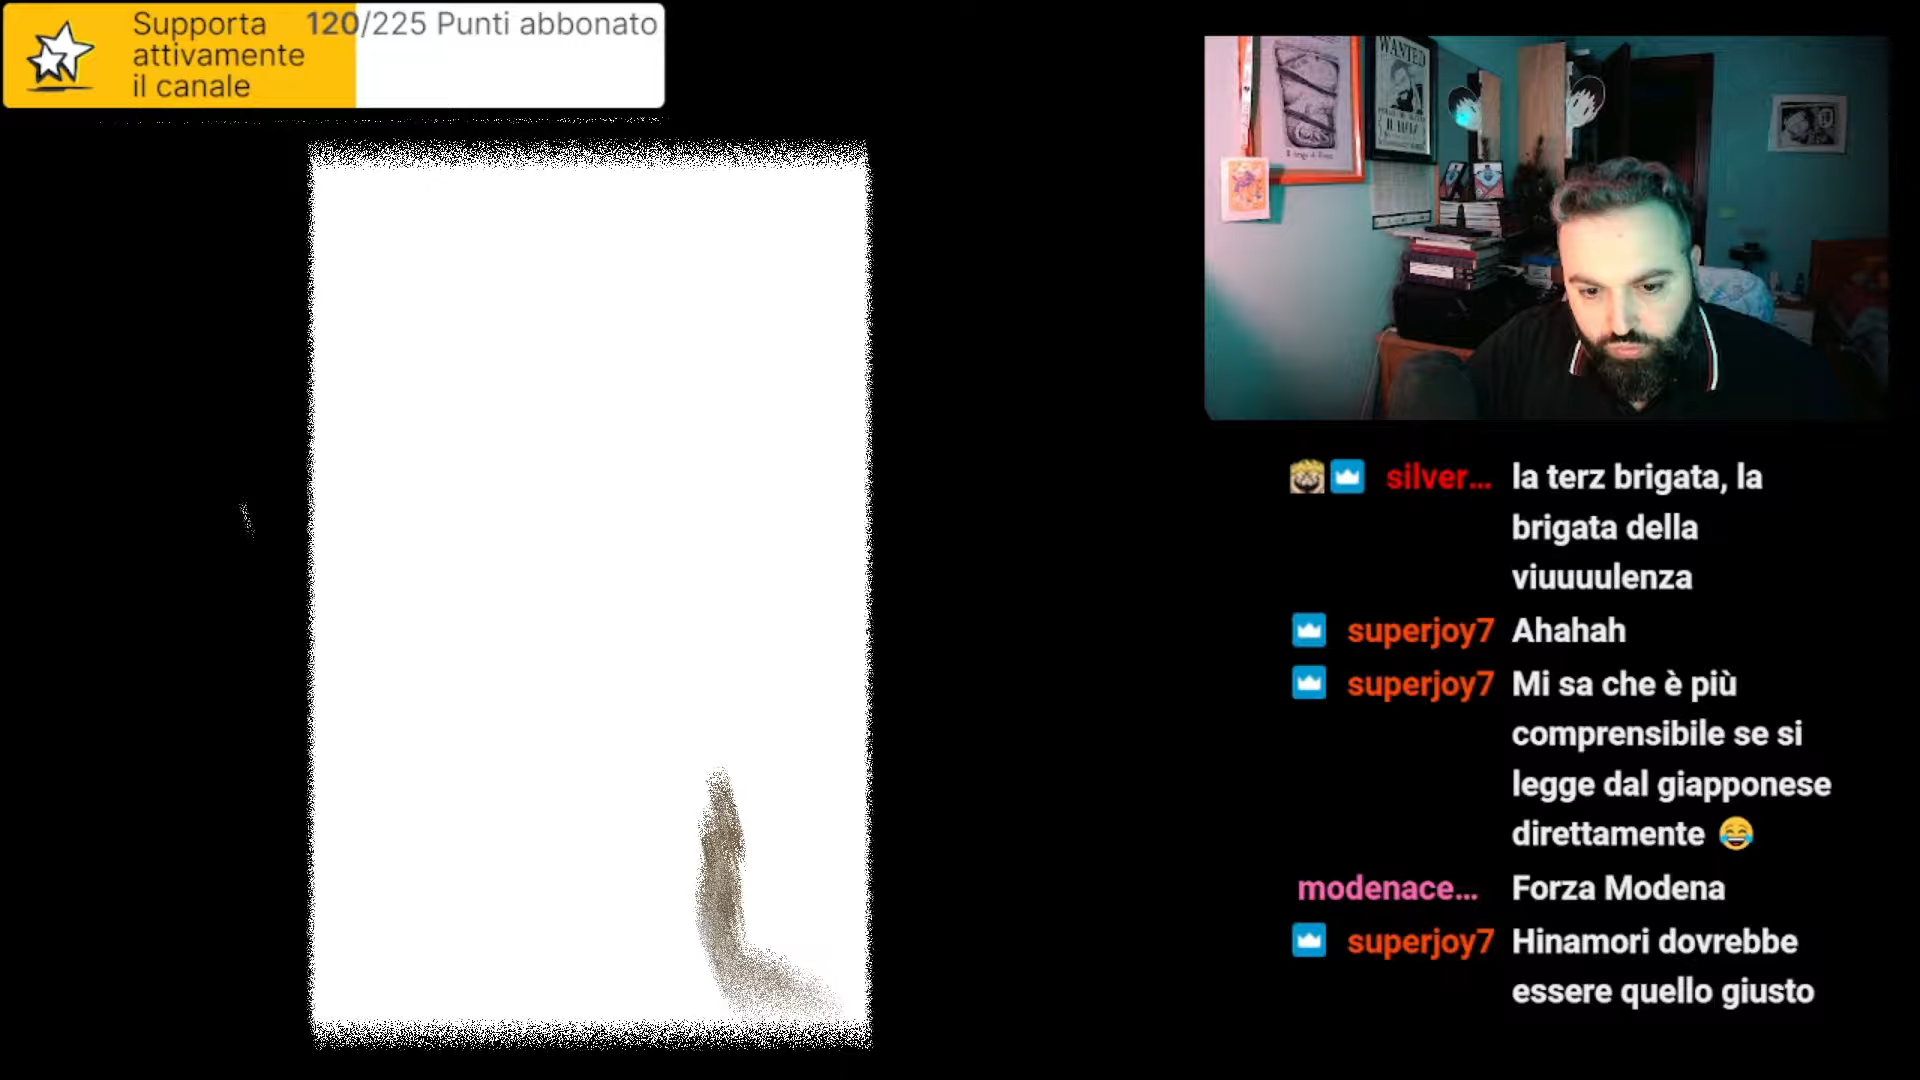 Supporta
attivamente
il canale
120/225 Punti abbonato
WANTED
silver... la terz brigata, la
brigata della
viuuuulenza
superjoy7 Ahahah
superjoy7 Mi sa che è più
comprensibile se si
legge dal giapponese
direttamente 😂
modenace... Forza Modena
superjoy7 Hinamori dovrebbe
essere quello giusto